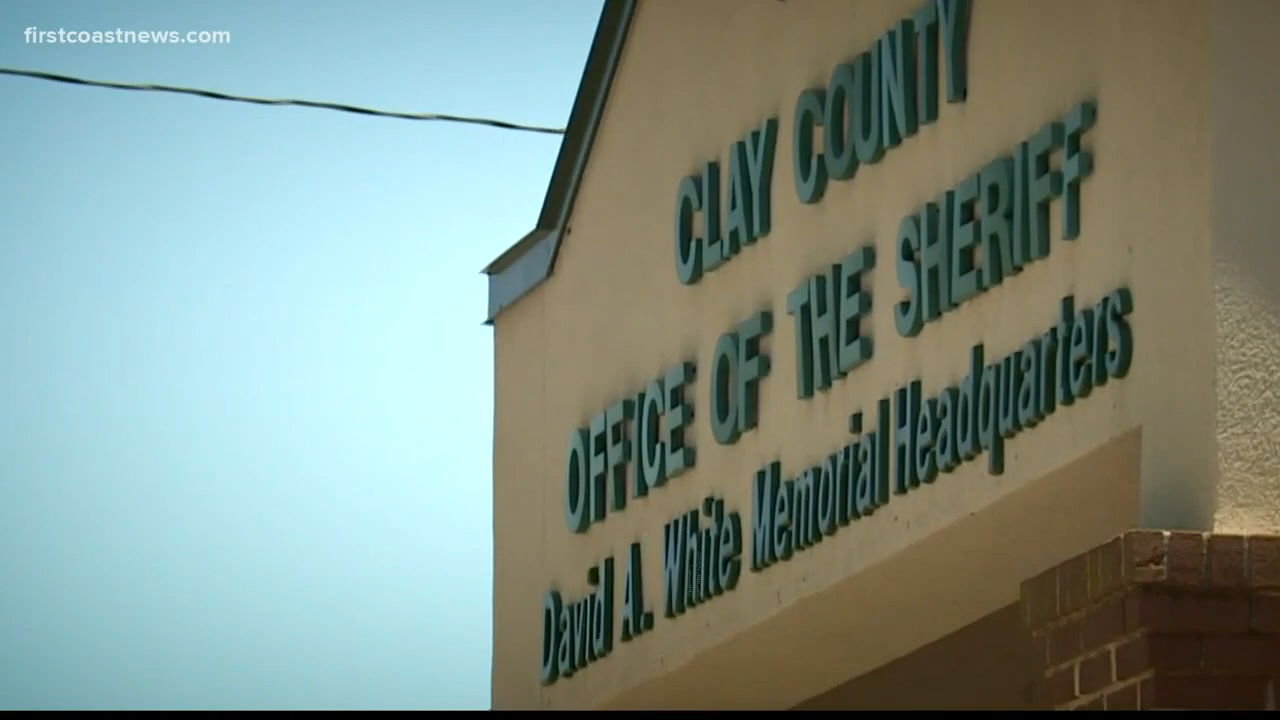 firstcoastnews.com
CLAY COUNTY
OFFICE OF THE SHERIFF
David A. White Memorial Headquarters